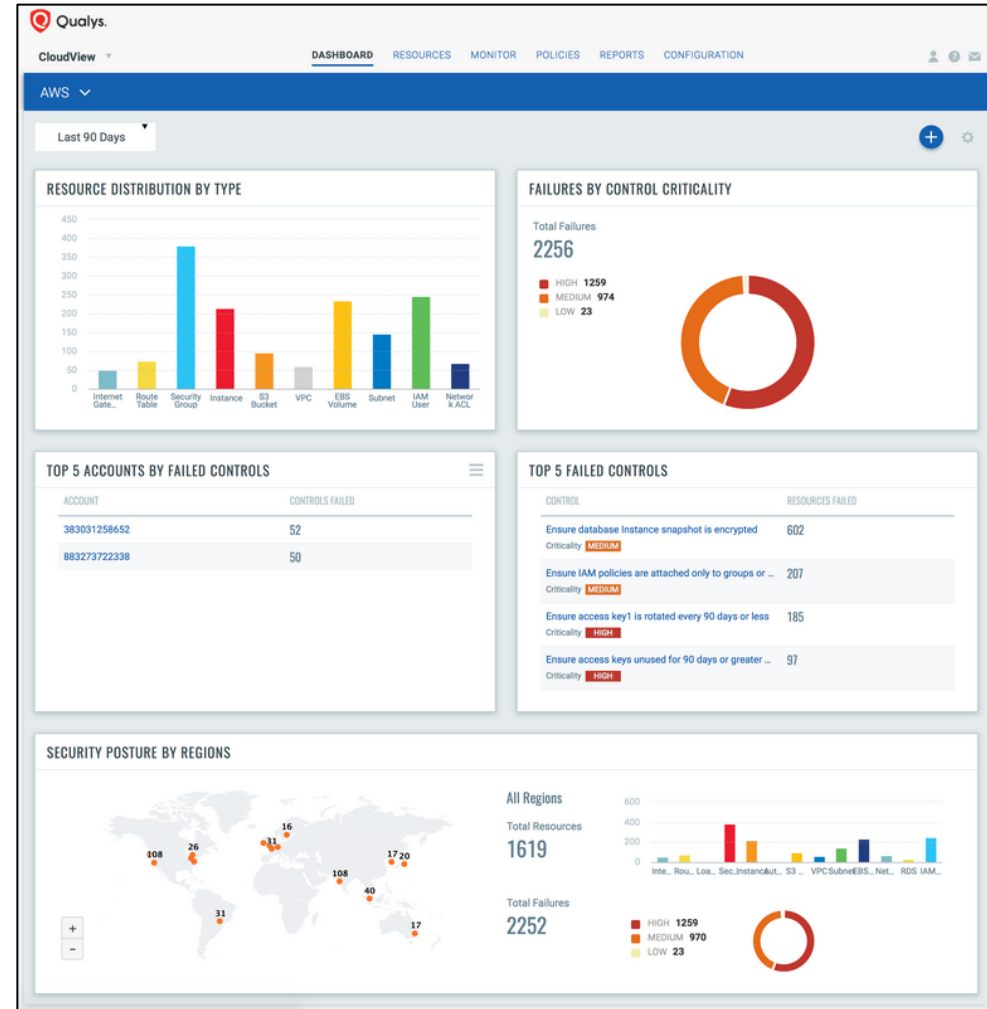 Qualys.
CloudView
DASHBOARD RESOURCES MONITOR POLICIES REPORTS CONFIGURATION
AWS
Last 90 Days
RESOURCE DISTRIBUTION BY TYPE
450
400
350
300
250
200
150
100
50
0
Internet Gate...
Route Table
Security Group
Instance
S3 Bucket
VPC
EBS Volume
Subnet
IAM User
Networ k ACL
FAILURES BY CONTROL CRITICALITY
Total Failures
2256
HIGH 1259
MEDIUM 974
LOW 23
TOP 5 ACCOUNTS BY FAILED CONTROLS
ACCOUNT CONTROLS FAILED
383031258652 52
883273722338 50
TOP 5 FAILED CONTROLS
CONTROL RESOURCES FAILED
Ensure database Instance snapshot is encrypted 602
Criticality MEDIUM
Ensure IAM policies are attached only to groups or ... 207
Criticality MEDIUM
Ensure access key1 is rotated every 90 days or less 185
Criticality HIGH
Ensure access keys unused for 90 days or greater ... 97
Criticality HIGH
SECURITY POSTURE BY REGIONS
108
26
31
16
31
108
40
17
20
17
+
-
All Regions
Total Resources
1619
600
400
200
0
Inte... Rou... Loa... Sec... Instanc Aut... S3 ... VPC Subnet EBS... Net... RDS IAM...
Total Failures
2252
HIGH 1259
MEDIUM 970
LOW 23